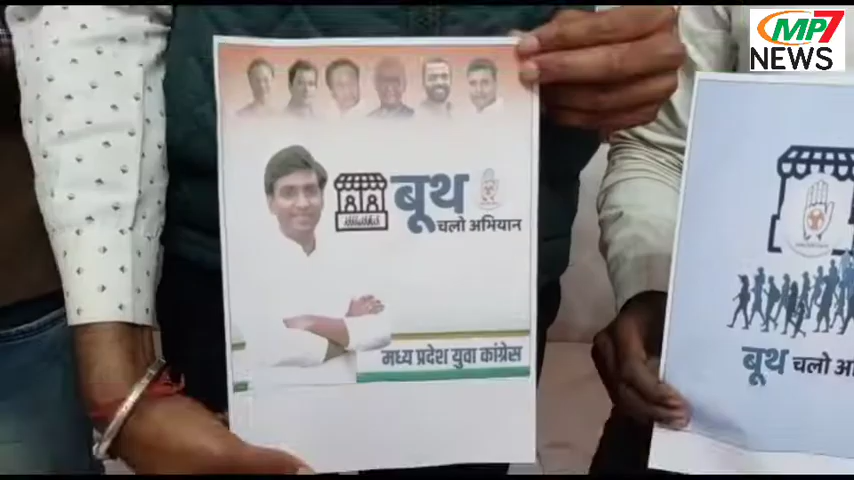 MP7
NEWS
बूथ
चलो अभियान
मध्य प्रदेश युवा कांग्रेस
बूथ चलो